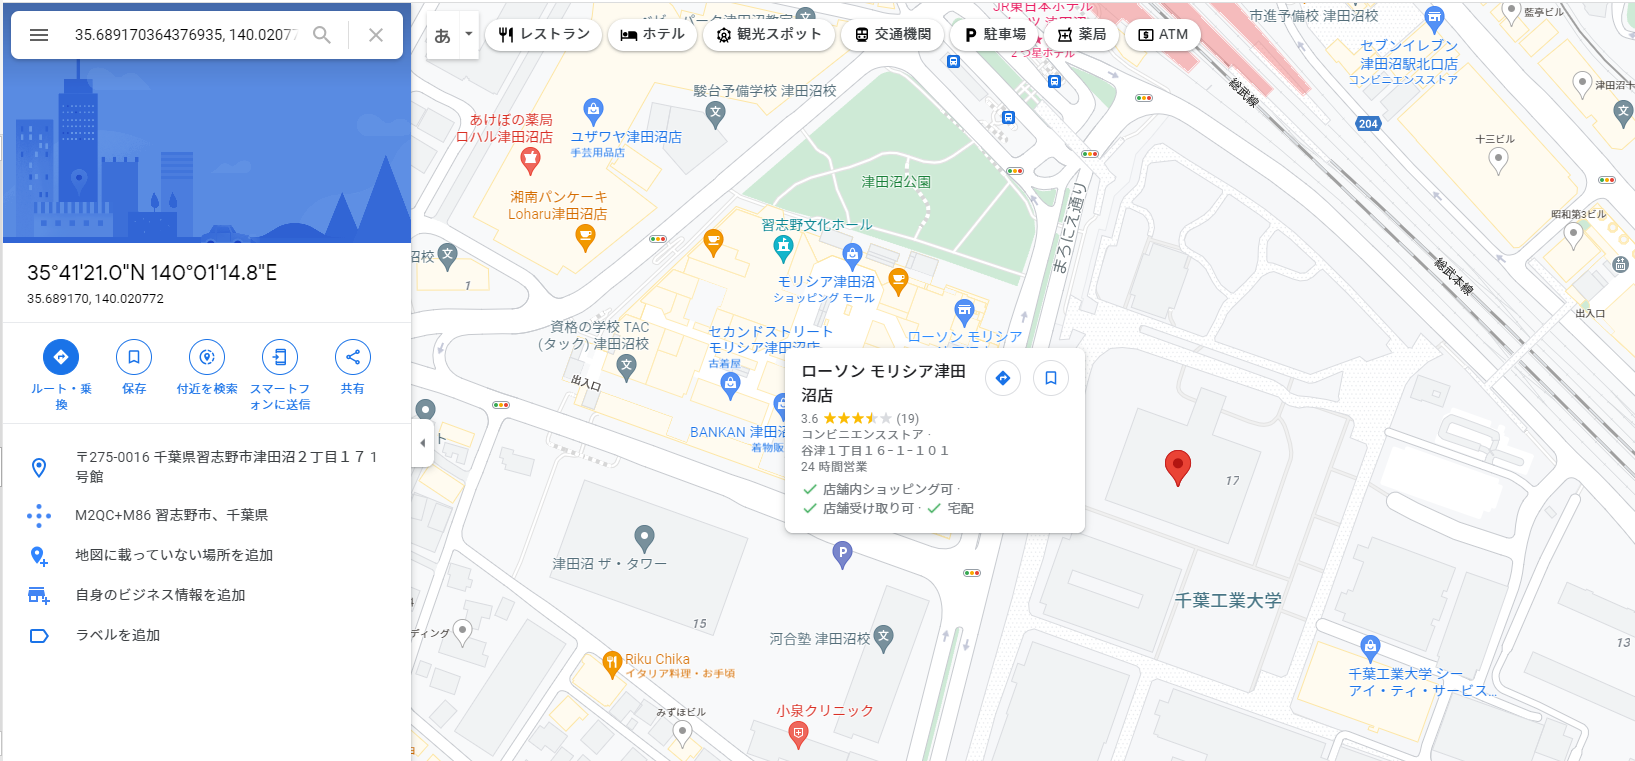 35.689170364376935, 140.02077
35°41'21.0"N 140°01'14.8"E
35.689170, 140.020772
ルート・乗
換
保存
付近を検索
スマートフ
ォンに送信
共有
〒275-0016 千葉県習志野市津田沼２丁目１７ 1
号館
M2QC+M86 習志野市、千葉県
地図に載っていない場所を追加
自身のビジネス情報を追加
ラベルを追加
あ
レストラン
ホテル
観光スポット
交通機関
駐車場
薬局
ATM
JR東日本ホテル
2 つ星ホテル
市進予備校 津田沼校
藍亭ビル
セブンイレブン
津田沼駅北口店
コンビニエンスストア
総武線
204
十三ビル
昭和第3ビル
総武本線
出入口
駿台予備学校 津田沼校
あけぼの薬局
ロハル津田沼店
ユザワヤ津田沼店
手芸用品店
湘南パンケーキ
Loharu津田沼店
津田沼公園
まろにえ通り
習志野文化ホール
モリシア津田沼
ショッピング モール
沼校
1
資格の学校 TAC
(タック) 津田沼校
セカンドストリート
モリシア津田沼店
古着屋
ローソン モリシア
出入口
BANKAN 津田沼
着物販
ローソン モリシア津田
沼店
3.6
(19)
コンビニエンスストア ·
谷津１丁目１６−１−１０１
24 時間営業
店舗内ショッピング可 ·
店舗受け取り可 · 宅配
17
P
津田沼 ザ・タワー
千葉工業大学
15
河合塾 津田沼校
13
ディング
Riku Chika
イタリア料理・お手頃
千葉工業大学 シー
アイ・ティ・サービス...
みずほビル
小泉クリニック